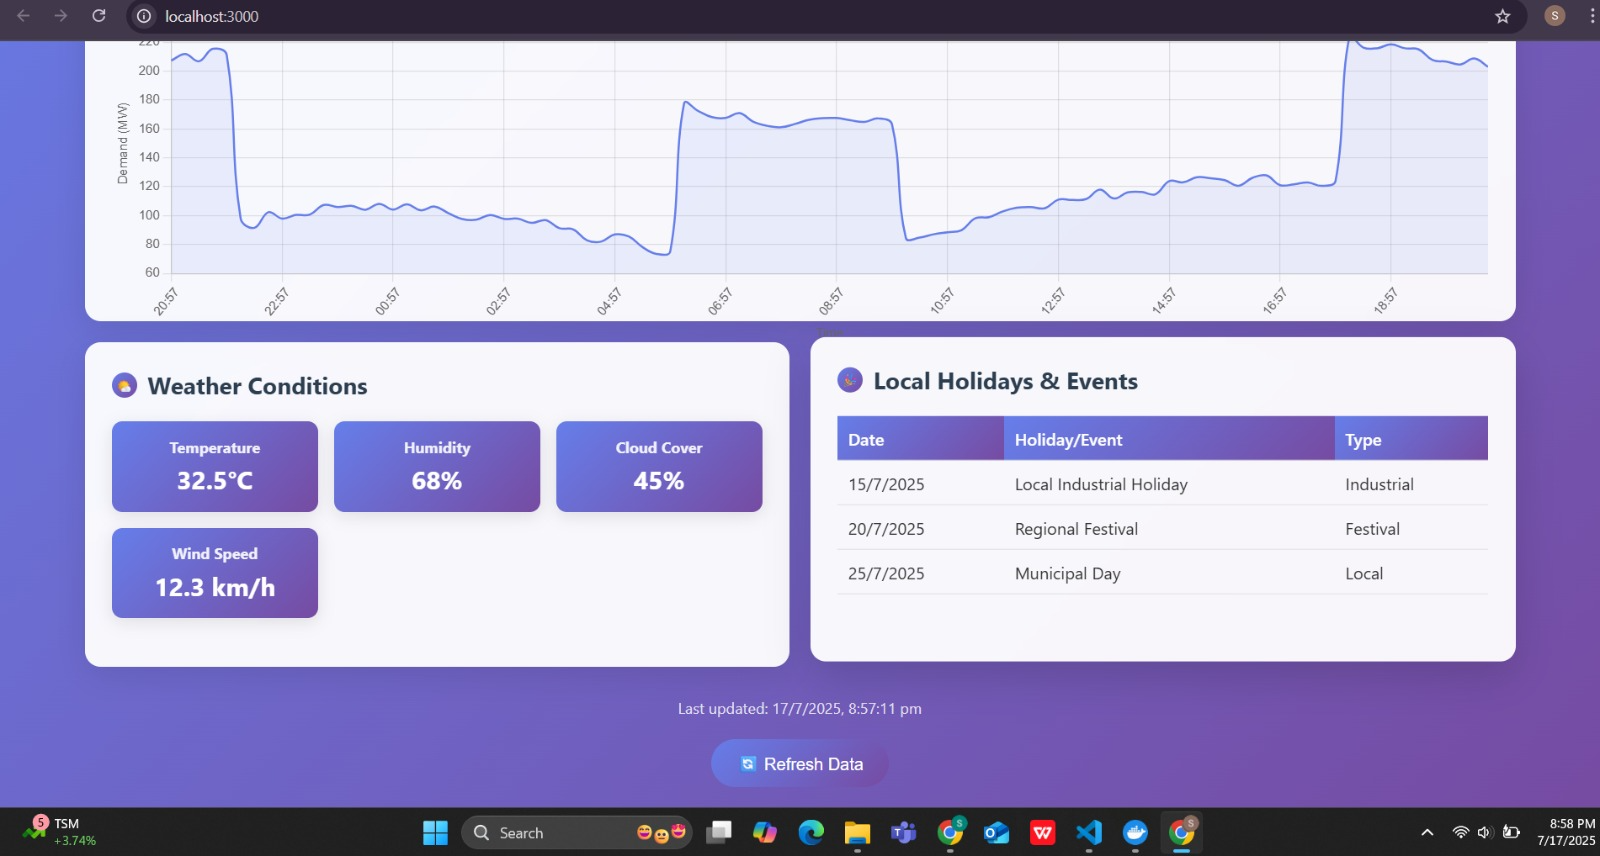 localhost:3000
S
220
200
180
160
140
120
100
80
60
Demand (MW)
20:57
22:57
00:57
02:57
04:57
06:57
08:57
10:57
12:57
14:57
16:57
18:57
Time
Weather Conditions
Temperature
32.5°C
Humidity
68%
Cloud Cover
45%
Wind Speed
12.3 km/h
Local Holidays & Events
Date Holiday/Event Type
15/7/2025 Local Industrial Holiday Industrial
20/7/2025 Regional Festival Festival
25/7/2025 Municipal Day Local
Last updated: 17/7/2025, 8:57:11 pm
Refresh Data
5
TSM
+3.74%
Search
8:58 PM
7/17/2025